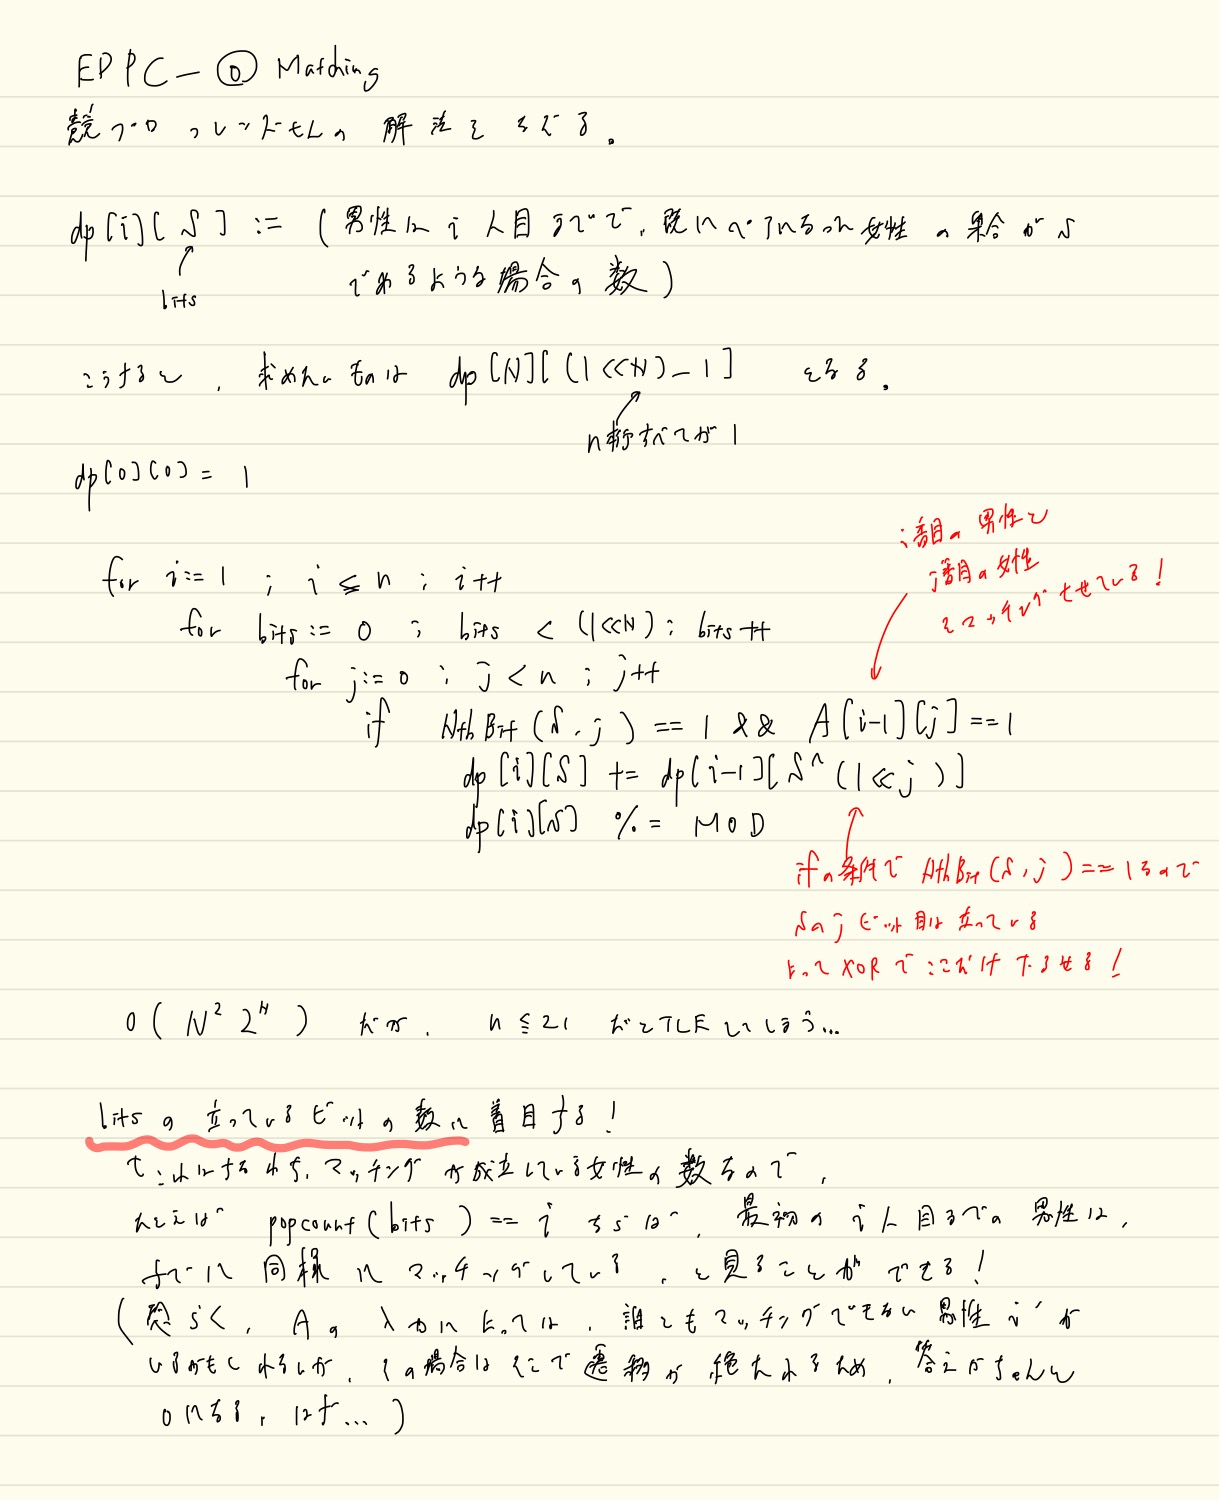 EDPC - ⓞ Matching
競プロ フレンズさんの 解法をなぞる。
dp[i][S] := (男性は i 人目までで、既にペアになった女性 の集合が S
であるような場合の数)
bits
こうすると、求めたいものは dp[N][(1<<N)-1] となる。
n桁すべてが 1
dp[0][0] = 1
i番目の男性と
j番目の女性
をマッチングさせている!
for i:=1 ; i ≦ n ; i++
for bits := 0 ; bits < (1<<N) ; bits++
for j:=0 ; j < n ; j++
if NthBit(S, j) == 1 && A[i-1][j] == 1
dp[i][S] += dp[i-1][S^(1<<j)]
dp[i][S] %= MOD
ifの条件で NthBit(S, j) == 1なので
Sの j ビット目は 立っている
よって XOR で ここだけ 下ろせる!
O(N² 2ᴺ) だが、 n ≦ 21 だとTLEしてしまう...
bits の 立っているビットの数に 着目する!
↑これはすなわち、マッチングが成立している女性の数なので、
たとえば popcount(bits) == i ならば、最初の i 人目までの 男性は、
すでに 同様に マッチングしている、と見ることができる!
(恐らく、Aの 入力によっては、誰ともマッチングできない 男性 i' が
いるかもしれないが、その場合はそこで遷移が 絶たれるため、答えがちゃんと
0になる、はず...)